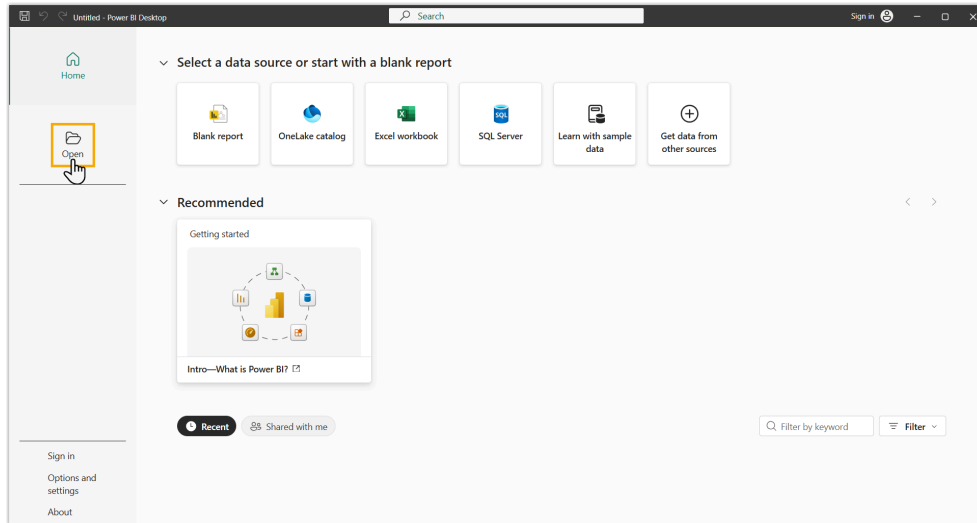 Untitled - Power BI Desktop
Search
Sign in
Home
Open
Select a data source or start with a blank report
Blank report
OneLake catalog
Excel workbook
SQL
SQL Server
Learn with sample
data
Get data from
other sources
Recommended
Getting started
Intro—What is Power BI?
Recent
Shared with me
Filter by keyword
Filter
Sign in
Options and
settings
About